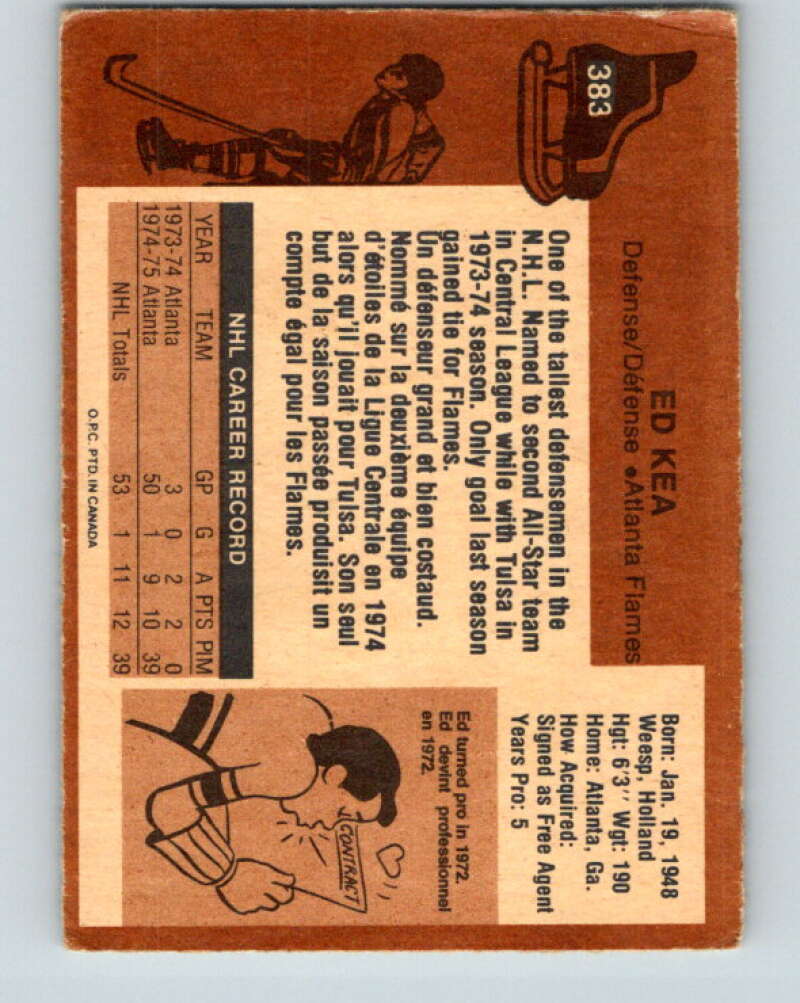 383
ED KEA
Defense/Défense • Atlanta Flames
Born: Jan. 19, 1948
Weesp, Holland
Hgt: 6'3" Wgt: 190
Home: Atlanta, Ga.
How Acquired:
Signed as Free Agent
Years Pro: 5
One of the tallest defensemen in the
N.H.L. Named to second All-Star team
in Central League while with Tulsa in
1973-74 season. Only goal last season
gained tie for Flames.
Un défenseur grand et bien costaud.
Nommé sur la deuxième équipe
d'étoiles de la Ligue Centrale en 1974
alors qu'il jouait pour Tulsa. Son seul
but de la saison passée produisit un
compte égal pour les Flames.
NHL CAREER RECORD
YEAR TEAM GP G A PTS PIM
1973-74 Atlanta 3 0 2 2 0
1974-75 Atlanta 50 1 9 10 39
NHL Totals 53 1 11 12 39
Ed turned pro in 1972.
Ed devint professionnel
en 1972.
CONTRACT
O.P.C. PTD. IN CANADA